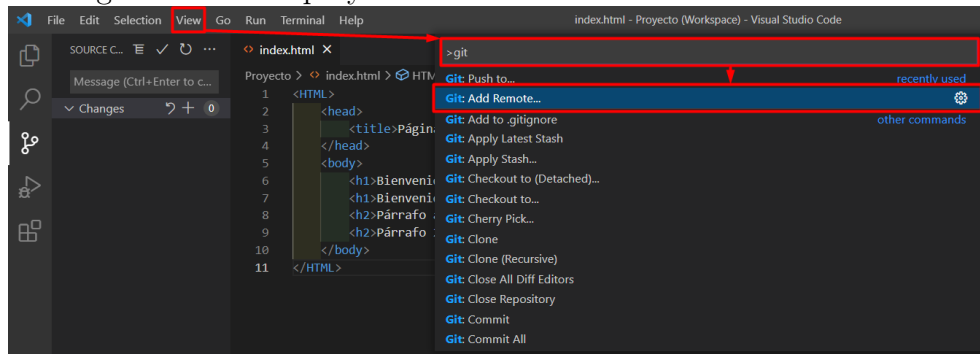 File Edit Selection View Go Run Terminal Help
index.html - Proyecto (Workspace) - Visual Studio Code
SOURCE C...
Message (Ctrl+Enter to c...
Changes 0
index.html
Proyecto > index.html > HTM
1 <HTML>
2 <head>
3 <title>Págin
4 </head>
5 <body>
6 <h1>Bienveni
7 <h1>Bienveni
8 <h2>Párrafo
9 <h2>Párrafo
10 </body>
11 </HTML>
>git
Git: Push to... recently used
Git: Add Remote...
Git: Add to .gitignore other commands
Git: Apply Latest Stash
Git: Apply Stash...
Git: Checkout to (Detached)...
Git: Checkout to...
Git: Cherry Pick...
Git: Clone
Git: Clone (Recursive)
Git: Close All Diff Editors
Git: Close Repository
Git: Commit
Git: Commit All